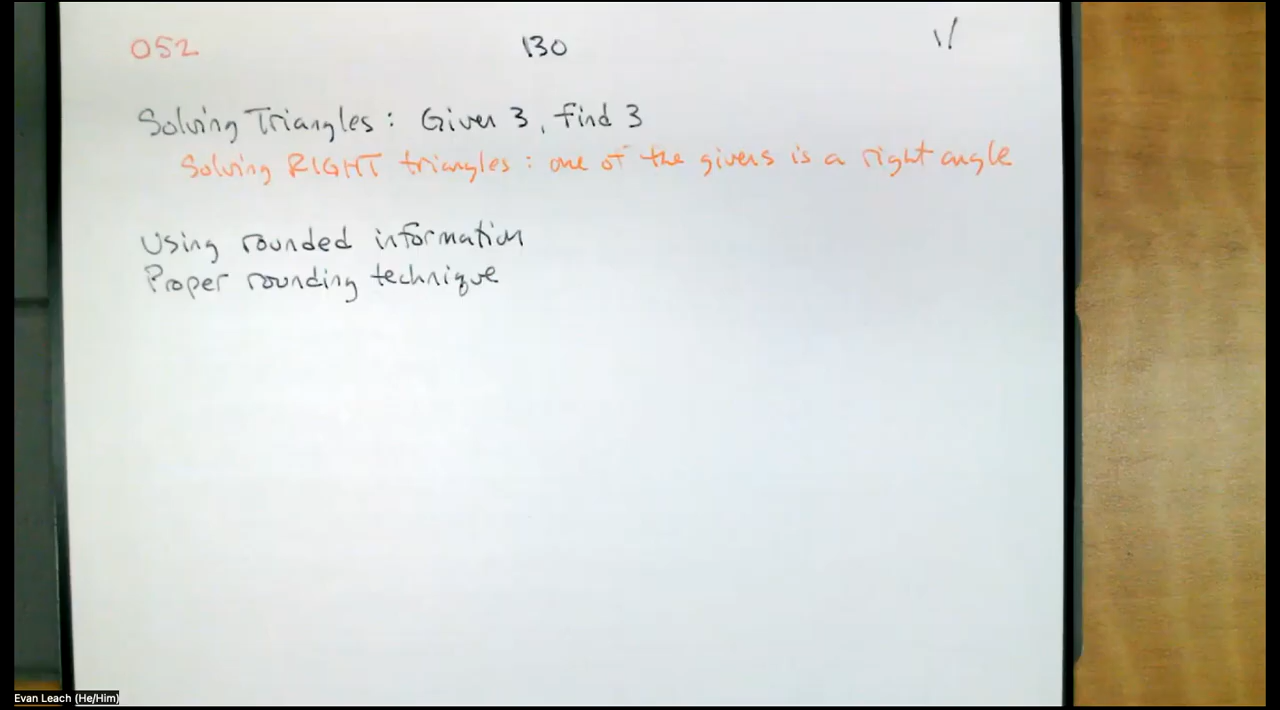 052 130 1/
Solving Triangles: Given 3, find 3
Solving RIGHT triangles: one of the givens is a right angle
Using rounded information
Proper rounding technique
Evan Leach (He/Him)